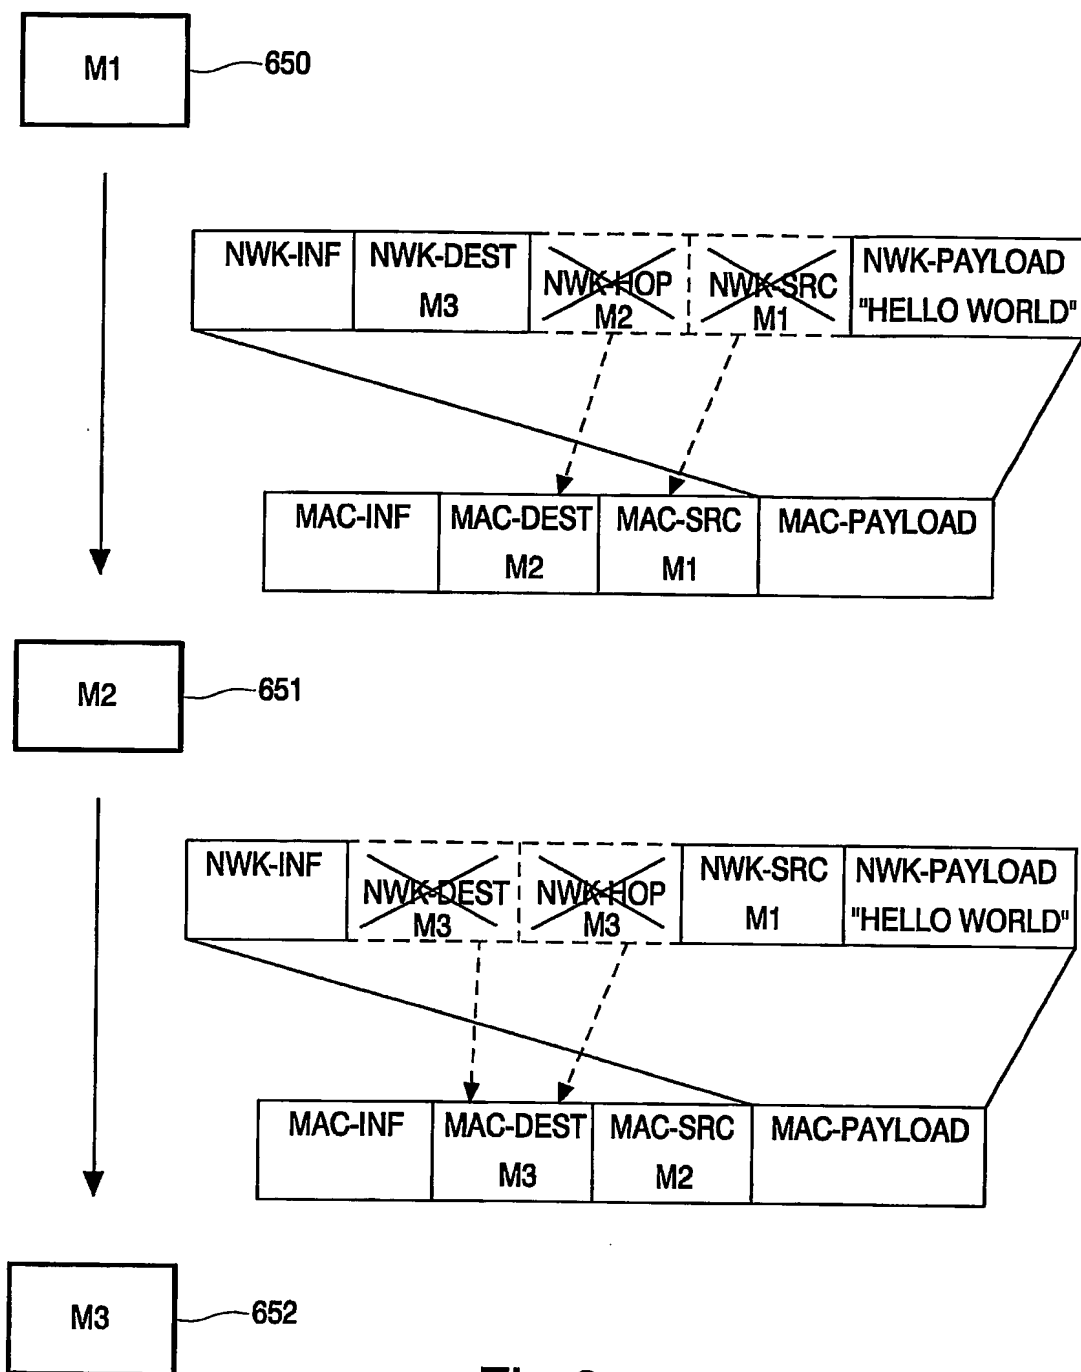 M1
650
NWK-INF
NWK-DEST
M3
NWK-HOP
M2
NWK-SRC
M1
NWK-PAYLOAD
"HELLO WORLD"
MAC-INF
MAC-DEST
M2
MAC-SRC
M1
MAC-PAYLOAD
M2
651
NWK-INF
NWK-DEST
M3
NWK-HOP
M3
NWK-SRC
M1
NWK-PAYLOAD
"HELLO WORLD"
MAC-INF
MAC-DEST
M3
MAC-SRC
M2
MAC-PAYLOAD
M3
652